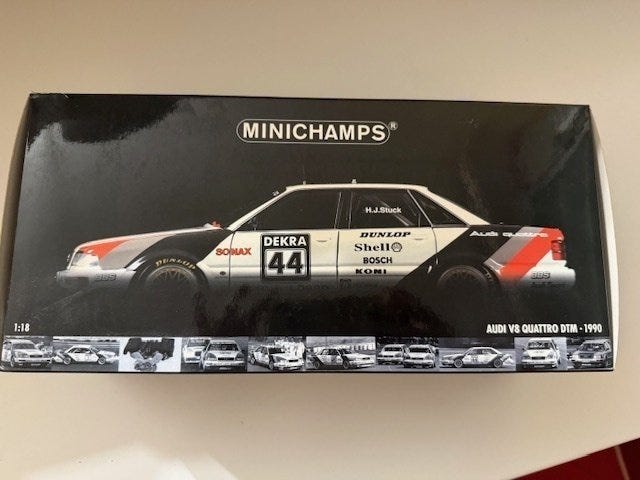 MINICHAMPS®
H.J.Stuck
DUNLOP
Shell
BOSCH
KONI
Audi quattro
SONAX
DEKRA
44
DUNLOP
BBS
BBS
1:18
AUDI V8 QUATTRO DTM - 1990